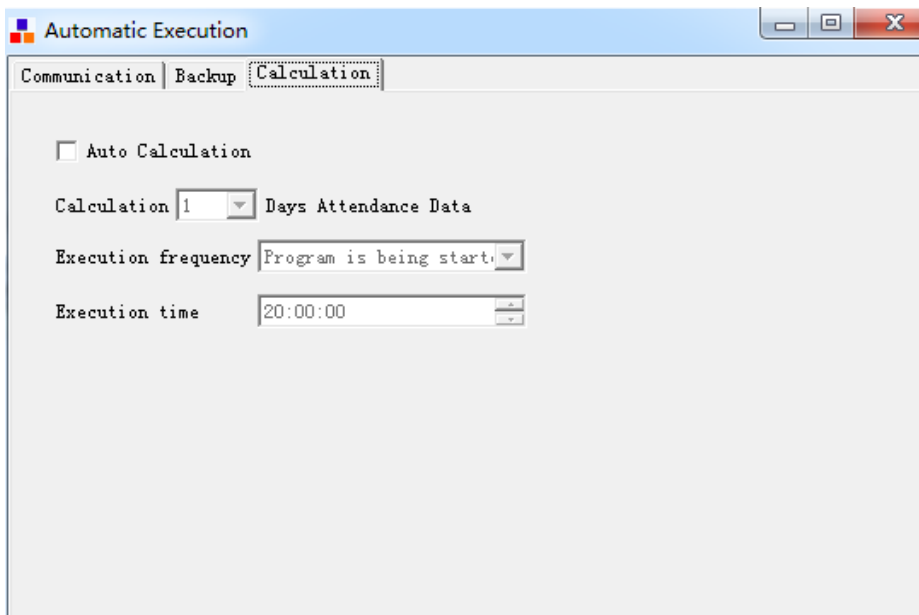 Automatic Execution
Communication Backup Calculation
Auto Calculation
Calculation 1 Days Attendance Data
Execution frequency Program is being start
Execution time 20:00:00